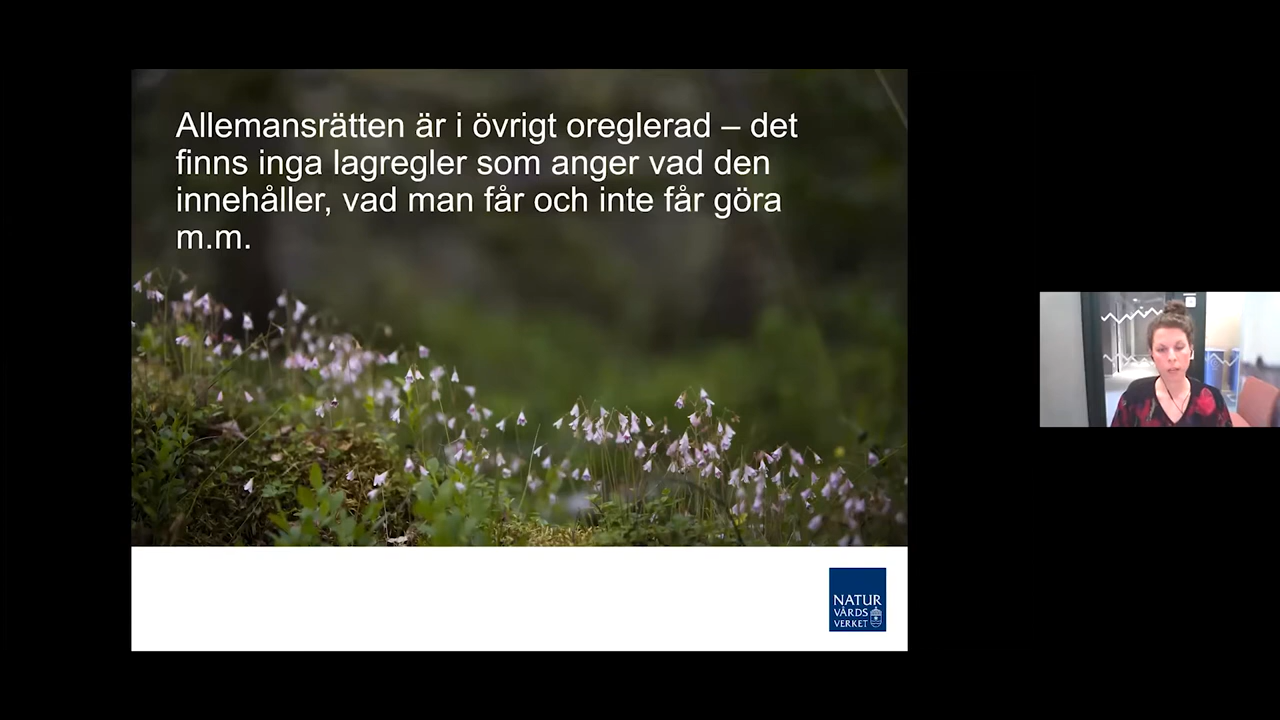 Allemansrätten är i övrigt oreglerad – det
finns inga lagregler som anger vad den
innehåller, vad man får och inte får göra
m.m.
NATUR
VÅRDS
VERKET